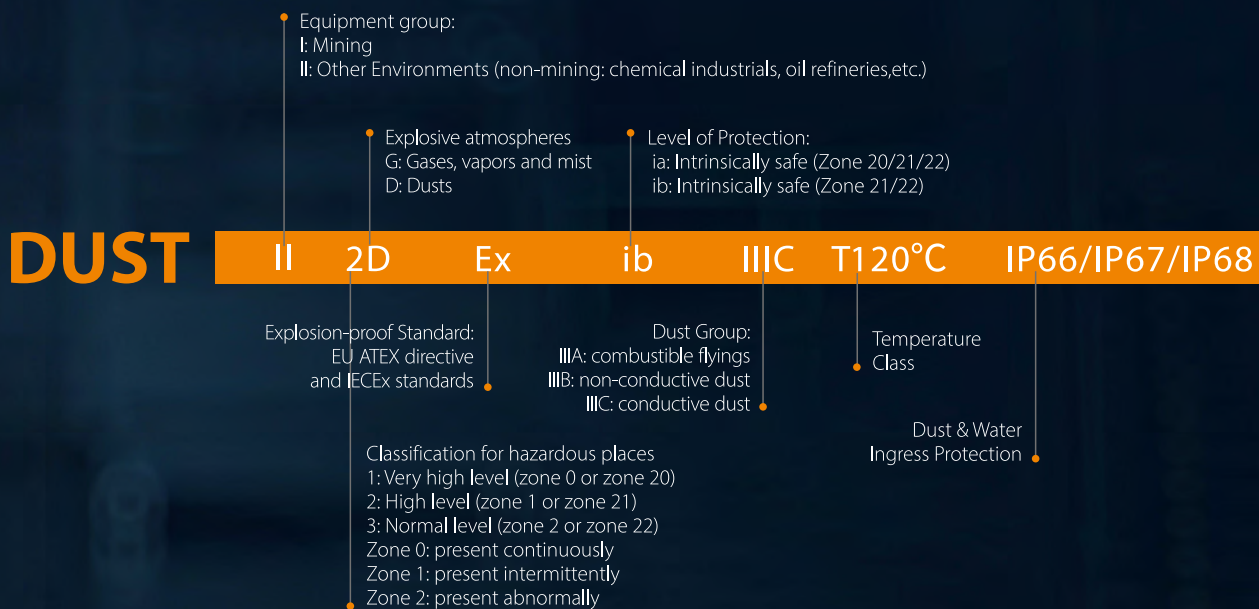 Equipment group:
I: Mining
II: Other Environments (non-mining: chemical industrials, oil refineries,etc.)
Explosive atmospheres
G: Gases, vapors and mist
D: Dusts
Level of Protection:
ia: Intrinsically safe (Zone 20/21/22)
ib: Intrinsically safe (Zone 21/22)
DUST II 2D Ex ib IIIC T120℃ IP66/IP67/IP68
Explosion-proof Standard:
EU ATEX directive
and IECEx standards
Dust Group:
IIIA: combustible flyings
IIIB: non-conductive dust
IIIC: conductive dust
Temperature
Class
Dust & Water
Ingress Protection
Classification for hazardous places
1: Very high level (zone 0 or zone 20)
2: High level (zone 1 or zone 21)
3: Normal level (zone 2 or zone 22)
Zone 0: present continuously
Zone 1: present intermittently
Zone 2: present abnormally